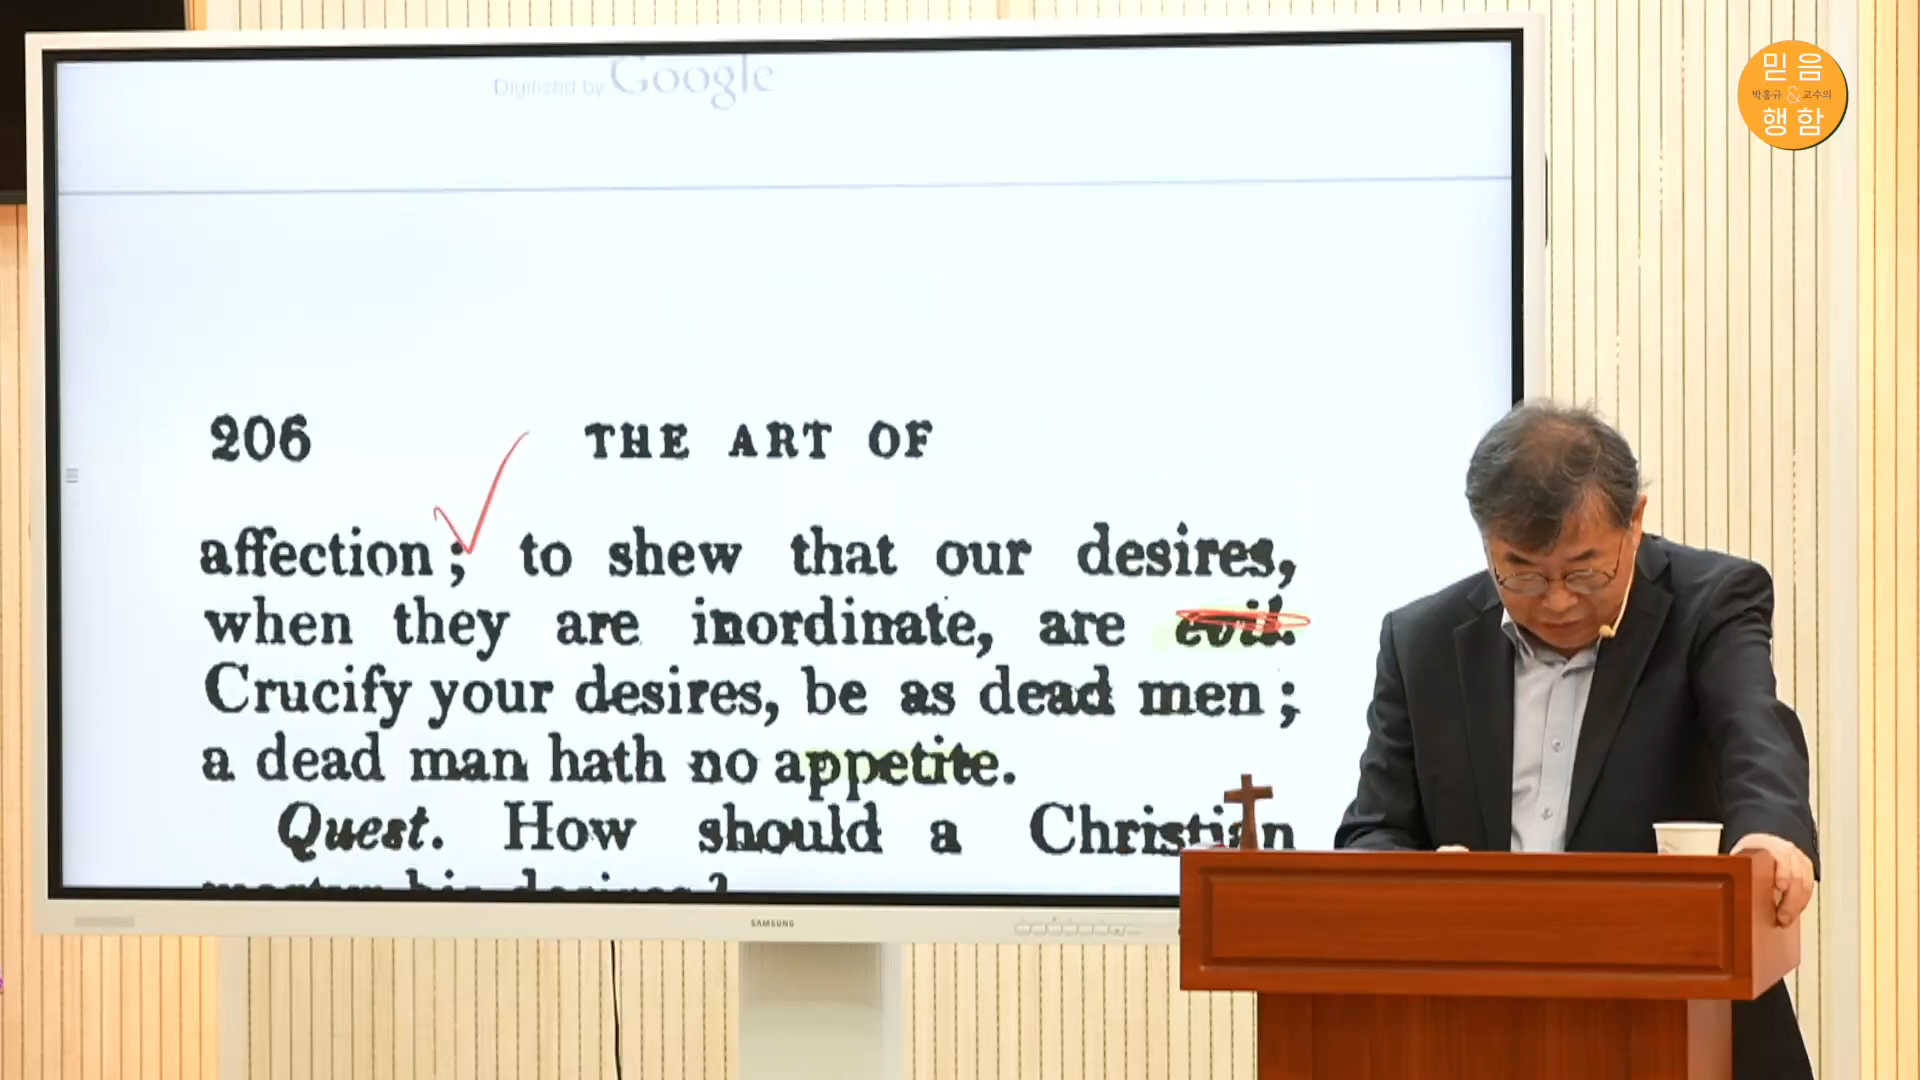 Digitized by Google
믿음
박홍규 & 교수의
행함
206 THE ART OF
affection; to shew that our desires,
when they are inordinate, are evil.
Crucify your desires, be as dead men;
a dead man hath no appetite.
Quest. How should a Christian
his desires?
SAMSUNG